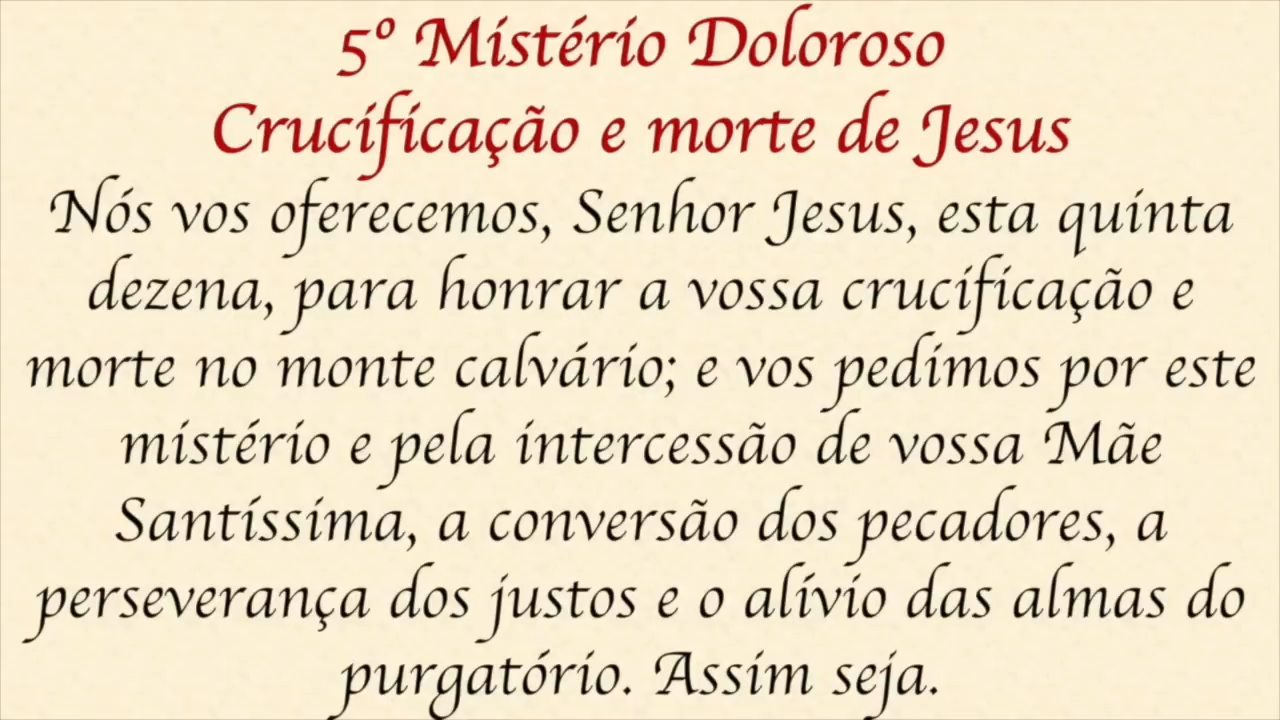 5º Mistério Doloroso
Crucificação e morte de Jesus
Nós vos oferecemos, Senhor Jesus, esta quinta
dezena, para honrar a vossa crucificação e
morte no monte calvário; e vos pedimos por este
mistério e pela intercessão de vossa Mãe
Santíssima, a conversão dos pecadores, a
perseverança dos justos e o alívio das almas do
purgatório. Assim seja.